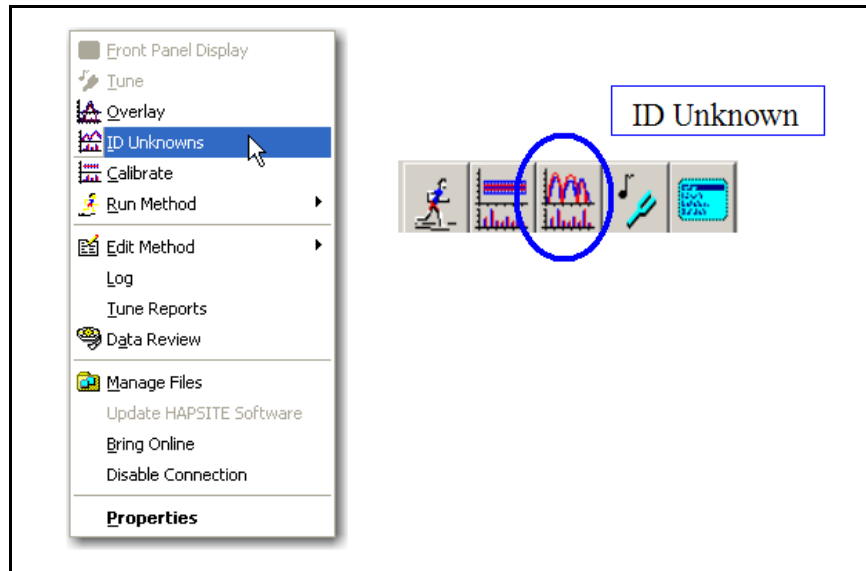 Front Panel Display
Tune
Overlay
ID Unknowns
Calibrate
Run Method
Edit Method
Log
Tune Reports
Data Review
Manage Files
Update HAPSITE Software
Bring Online
Disable Connection
Properties
ID Unknown